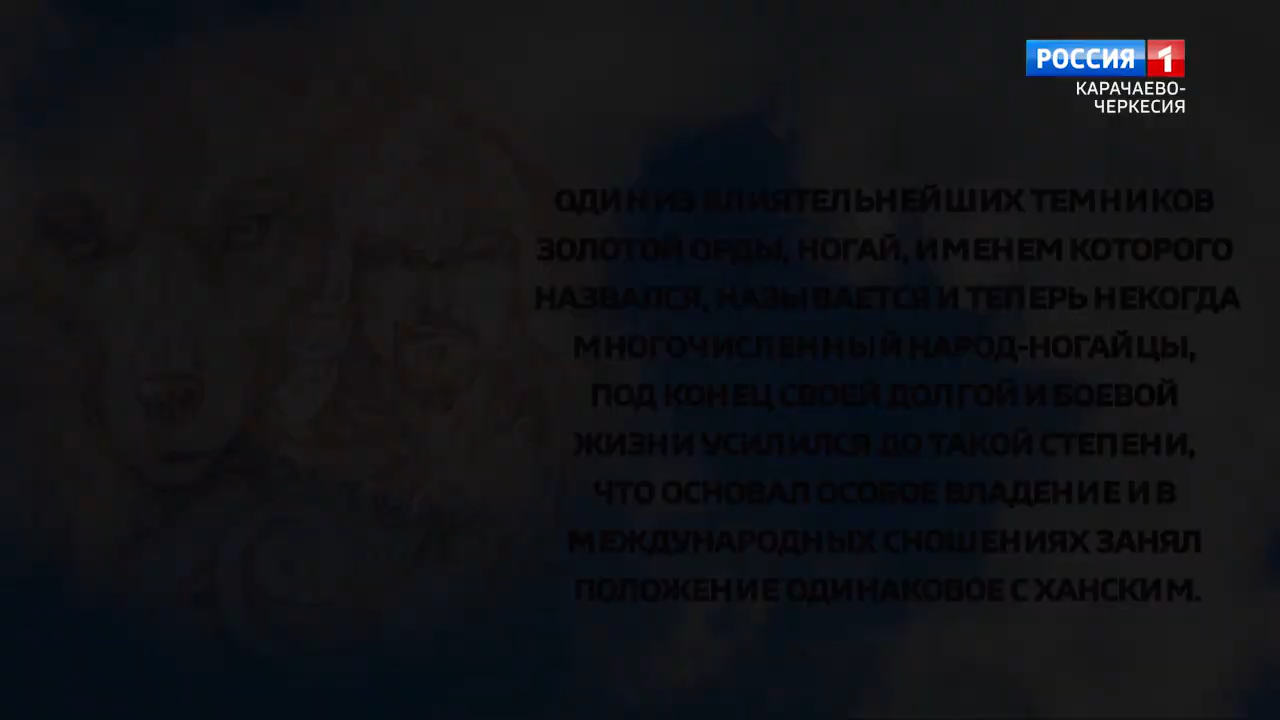 РОССИЯ 1
КАРАЧАЕВО-
ЧЕРКЕСИЯ
ОДИН ИЗ ВЛИЯТЕЛЬНЕЙШИХ ТЕМНИКОВ
ЗОЛОТОЙ ОРДЫ, НОГАЙ, ИМЕНЕМ КОТОРОГО
НАЗВАЛСЯ, НАЗЫВАЕТСЯ И ТЕПЕРЬ НЕКОГДА
МНОГОЧИСЛЕННЫЙ НАРОД-НОГАЙЦЫ,
ПОД КОНЕЦ СВОЕЙ ДОЛГОЙ И БОЕВОЙ
ЖИЗНИ УСИЛИЛСЯ ДО ТАКОЙ СТЕПЕНИ,
ЧТО ОСНОВАЛ ОСОБОЕ ВЛАДЕНИЕ И В
МЕЖДУНАРОДНЫХ СНОШЕНИЯХ ЗАНЯЛ
ПОЛОЖЕНИЕ ОДИНАКОВОЕ С ХАНСКИМ.